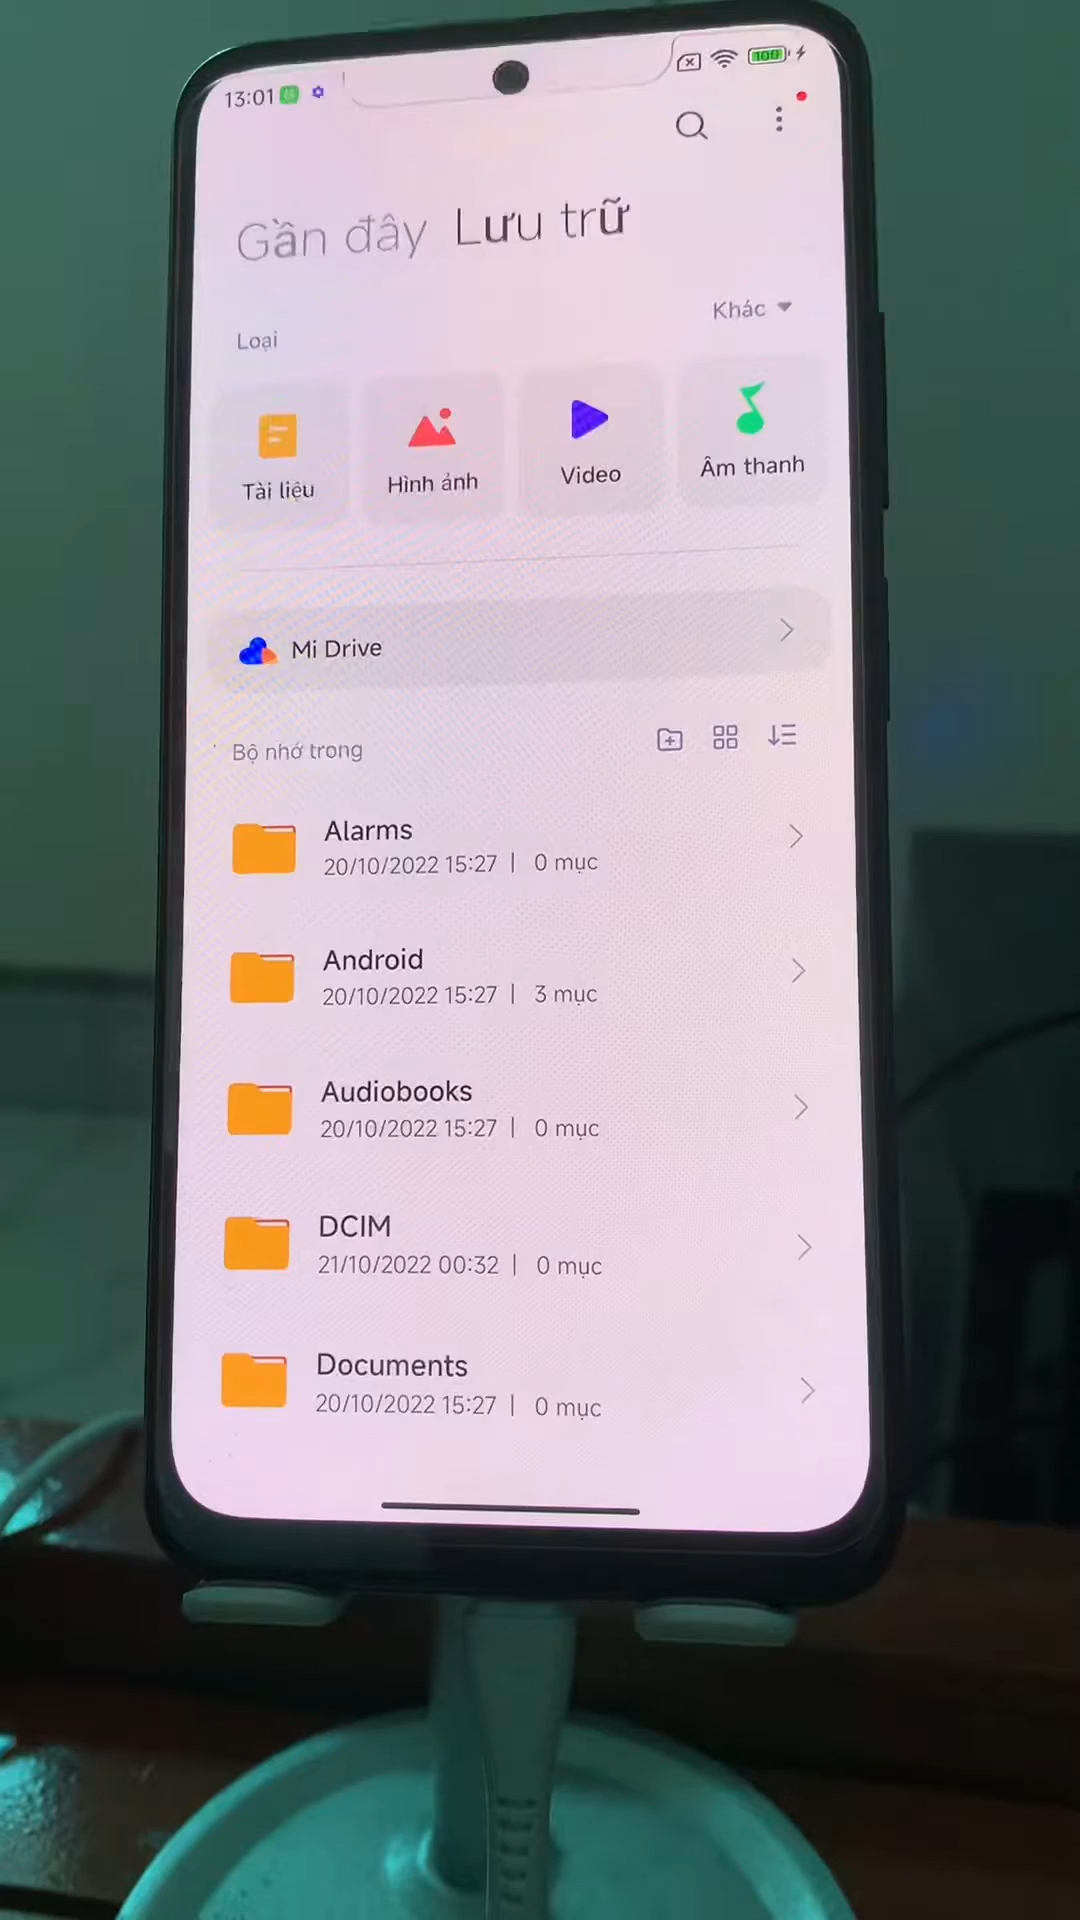 13:01
100
Gần đây Lưu trữ
Loại
Khác
Tài liệu
Hình ảnh
Video
Âm thanh
Mi Drive
Bộ nhớ trong
Alarms
20/10/2022 15:27 | 0 mục
Android
20/10/2022 15:27 | 3 mục
Audiobooks
20/10/2022 15:27 | 0 mục
DCIM
21/10/2022 00:32 | 0 mục
Documents
20/10/2022 15:27 | 0 mục